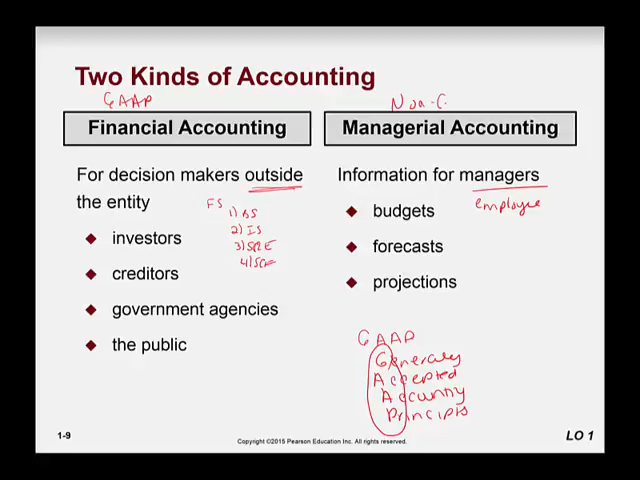 Two Kinds of Accounting
GAAP
Non-G
Financial Accounting
For decision makers outside
the entity
FS
1) BS
2) IS
3) SRE
4) SCF
investors
creditors
government agencies
the public
Managerial Accounting
Information for managers
employee
budgets
forecasts
projections
GAAP
Generally
Accepted
Accounting
Principles
1-9
Copyright ©2015 Pearson Education Inc. All rights reserved.
LO 1